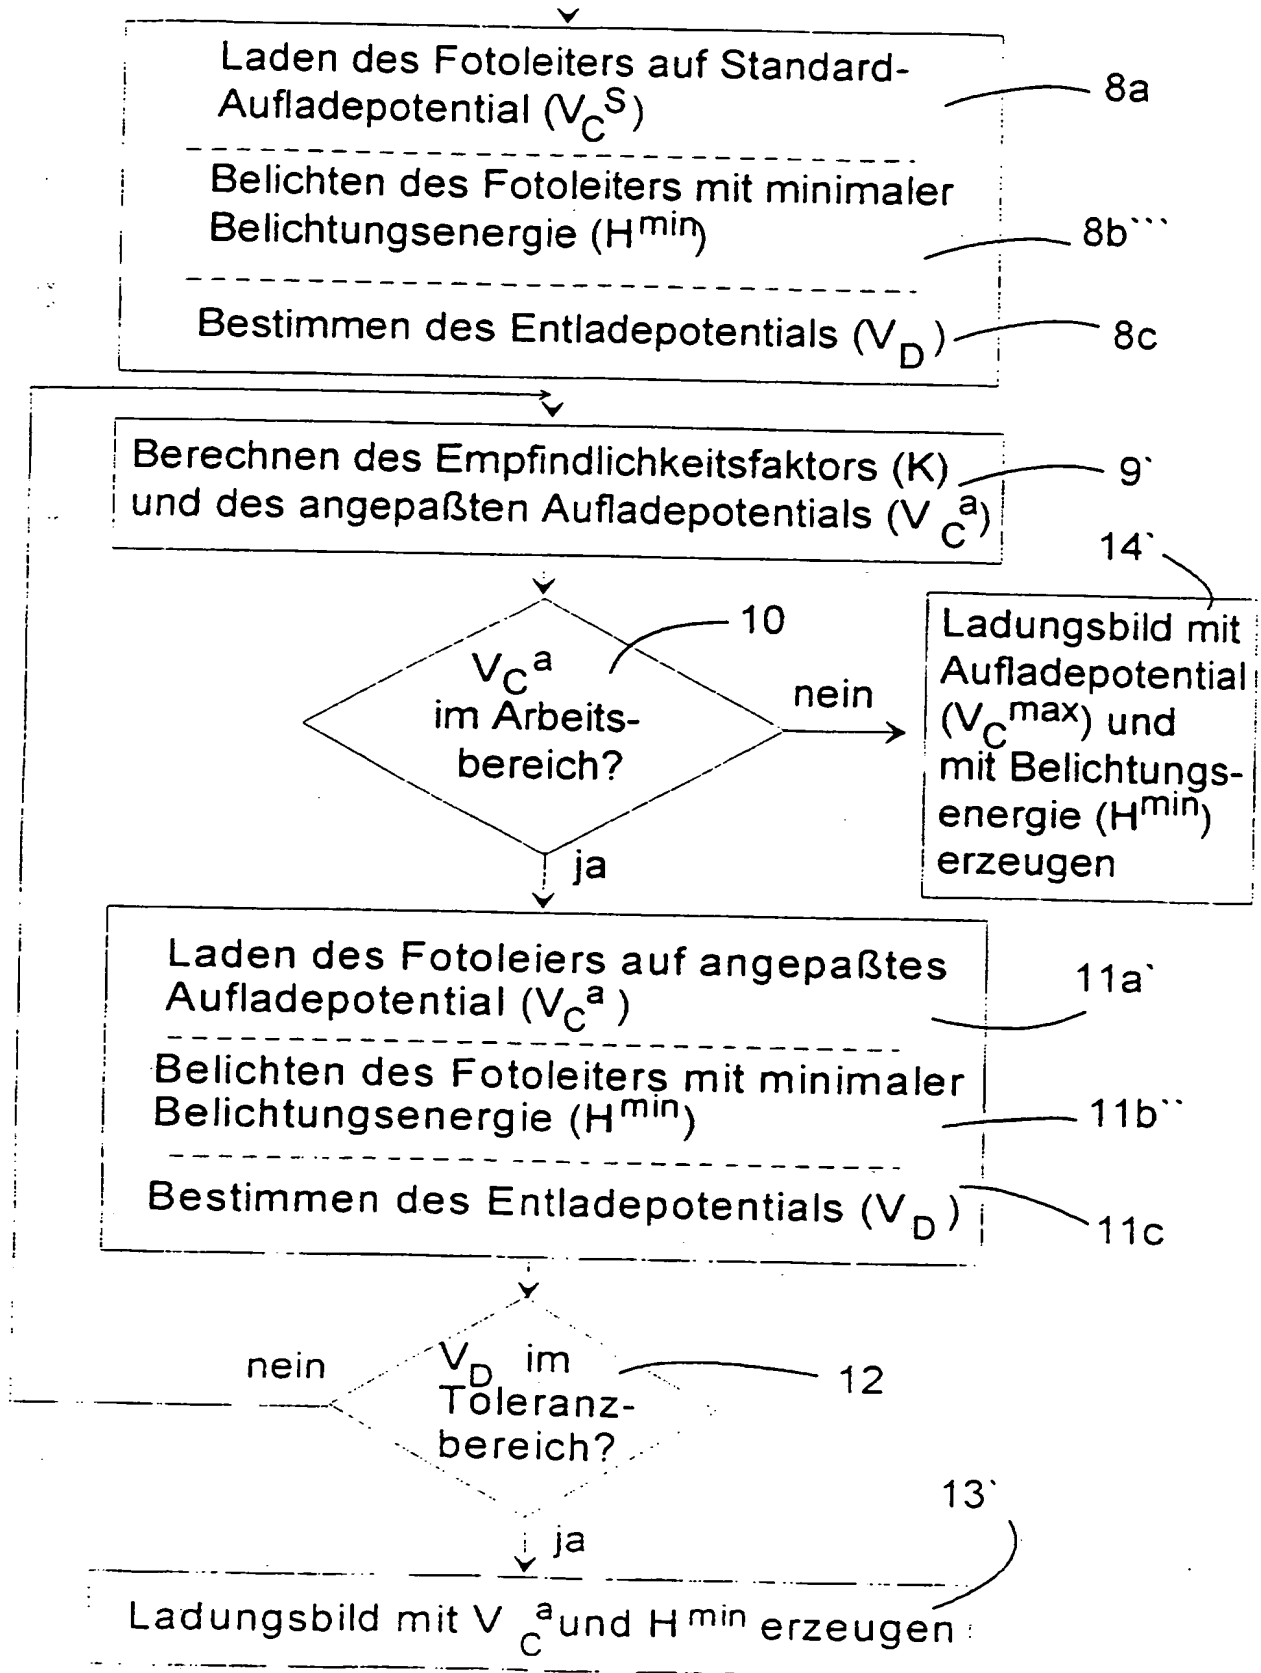 Laden des Fotoleiters auf Standard-
Aufladepotential (V_C^S)
8a
Belichten des Fotoleiters mit minimaler
Belichtungsenergie (H^min)
8b```
Bestimmen des Entladepotentials (V_D)
8c
Berechnen des Empfindlichkeitsfaktors (K)
und des angepaßten Aufladepotentials (V_C^a)
9`
10
V_C^a
im Arbeits-
bereich?
nein
ja
14`
Ladungsbild mit
Aufladepotential
(V_C^max) und
mit Belichtungs-
energie (H^min)
erzeugen
Laden des Fotoleiers auf angepaßtes
Aufladepotential (V_C^a)
11a`
Belichten des Fotoleiters mit minimaler
Belichtungsenergie (H^min)
11b``
Bestimmen des Entladepotentials (V_D)
11c
nein
V_D im
Toleranz-
bereich?
12
ja
13`
Ladungsbild mit V_C^a und H^min erzeugen